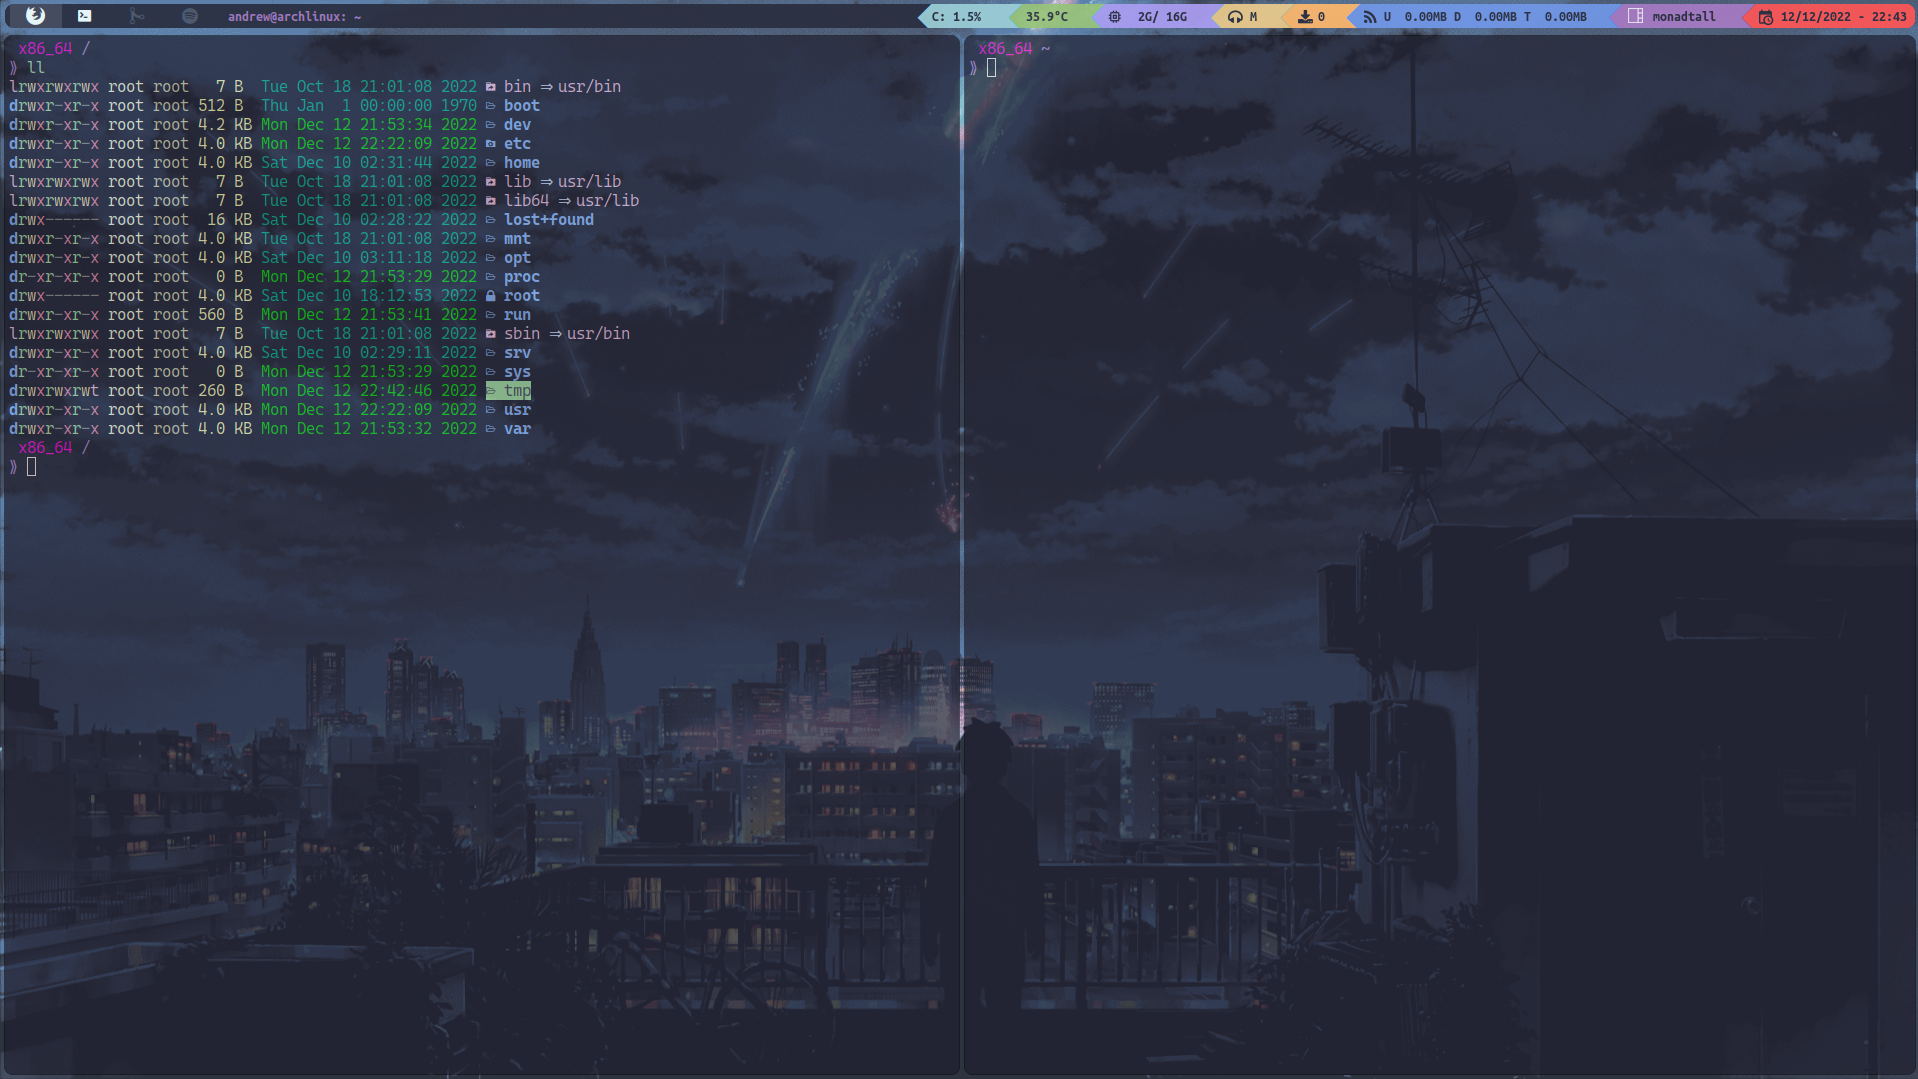 andrew@archlinux: ~
C: 1.5%
35.9°C
2G/ 16G
M
0
U 0.00MB D 0.00MB T 0.00MB
monadtall
12/12/2022 - 22:43
x86_64 /
⟫ ll
lrwxrwxrwx root root 7 B Tue Oct 18 21:01:08 2022 bin ⇒ usr/bin
drwxr-xr-x root root 512 B Thu Jan 1 00:00:00 1970 boot
drwxr-xr-x root root 4.2 KB Mon Dec 12 21:53:34 2022 dev
drwxr-xr-x root root 4.0 KB Mon Dec 12 22:22:09 2022 etc
drwxr-xr-x root root 4.0 KB Sat Dec 10 02:31:44 2022 home
lrwxrwxrwx root root 7 B Tue Oct 18 21:01:08 2022 lib ⇒ usr/lib
lrwxrwxrwx root root 7 B Tue Oct 18 21:01:08 2022 lib64 ⇒ usr/lib
drwx------ root root 16 KB Sat Dec 10 02:28:22 2022 lost+found
drwxr-xr-x root root 4.0 KB Tue Oct 18 21:01:08 2022 mnt
drwxr-xr-x root root 4.0 KB Sat Dec 10 03:11:18 2022 opt
dr-xr-xr-x root root 0 B Mon Dec 12 21:53:29 2022 proc
drwx------ root root 4.0 KB Sat Dec 10 18:12:53 2022 root
drwxr-xr-x root root 560 B Mon Dec 12 21:53:41 2022 run
lrwxrwxrwx root root 7 B Tue Oct 18 21:01:08 2022 sbin ⇒ usr/bin
drwxr-xr-x root root 4.0 KB Sat Dec 10 02:29:11 2022 srv
dr-xr-xr-x root root 0 B Mon Dec 12 21:53:29 2022 sys
drwxrwxrwt root root 260 B Mon Dec 12 22:42:46 2022 tmp
drwxr-xr-x root root 4.0 KB Mon Dec 12 22:22:09 2022 usr
drwxr-xr-x root root 4.0 KB Mon Dec 12 21:53:32 2022 var
x86_64 /
⟫
x86_64 ~
⟫